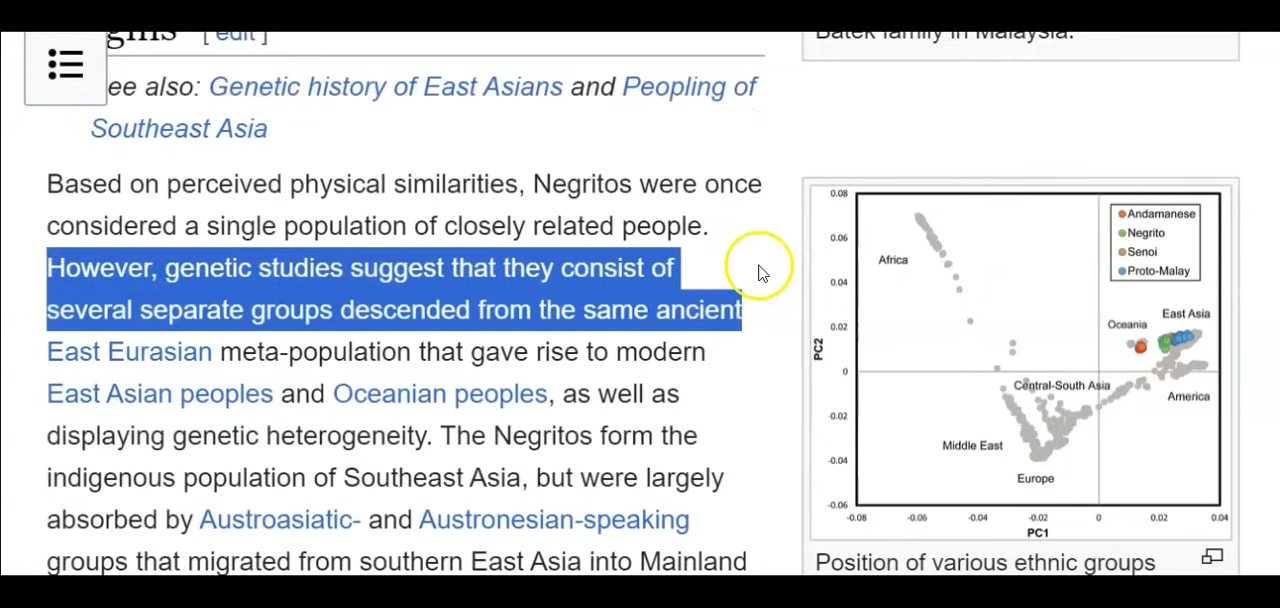 [ edit ]
Batek family in Malaysia.
ee also: Genetic history of East Asians and Peopling of
Southeast Asia
Based on perceived physical similarities, Negritos were once
considered a single population of closely related people.
However, genetic studies suggest that they consist of
several separate groups descended from the same ancient
East Eurasian meta-population that gave rise to modern
East Asian peoples and Oceanian peoples, as well as
displaying genetic heterogeneity. The Negritos form the
indigenous population of Southeast Asia, but were largely
absorbed by Austroasiatic- and Austronesian-speaking
groups that migrated from southern East Asia into Mainland
0.08
0.06
0.04
0.02
0
-0.02
-0.04
-0.06
PC2
Africa
Andamanese
Negrito
Senoi
Proto-Malay
East Asia
Oceania
Central-South Asia
America
Middle East
Europe
-0.08 -0.06 -0.04 -0.02 0 0.02 0.04
PC1
Position of various ethnic groups